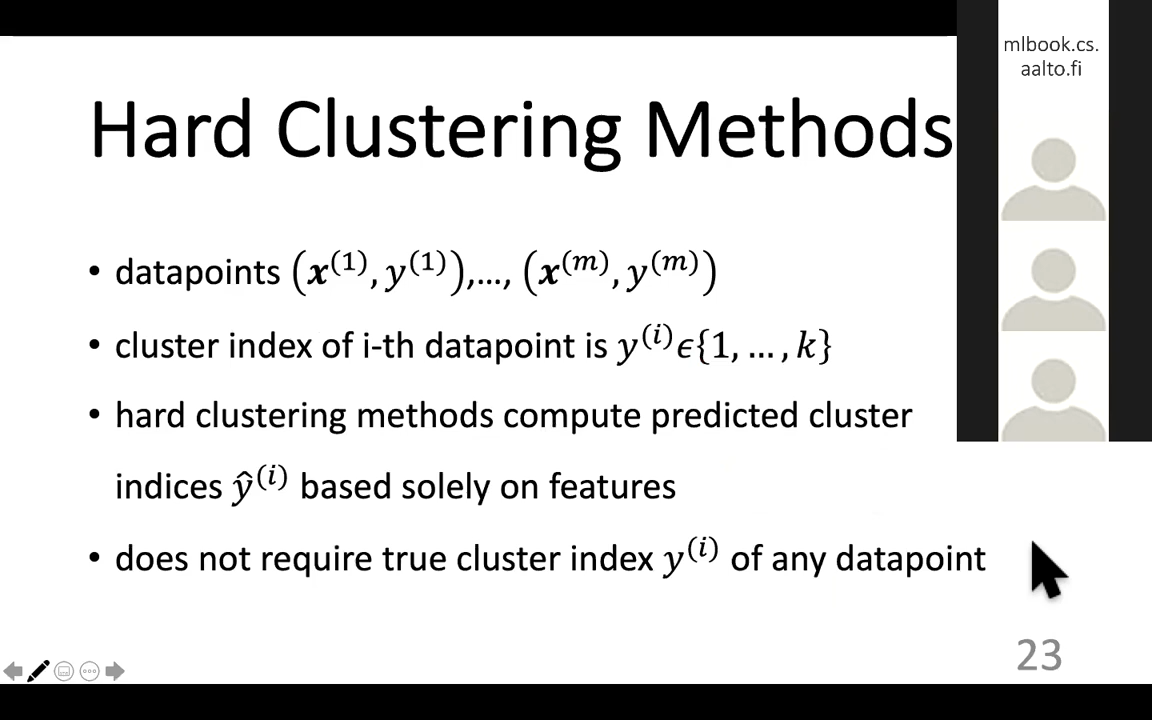 mlbook.cs.
aalto.fi
Hard Clustering Methods
• datapoints (𝒙⁽¹⁾, y⁽¹⁾),…, (𝒙⁽ᵐ⁾, y⁽ᵐ⁾)
• cluster index of i-th datapoint is y⁽ⁱ⁾ϵ{1, … , k}
• hard clustering methods compute predicted cluster
indices ŷ⁽ⁱ⁾ based solely on features
• does not require true cluster index y⁽ⁱ⁾ of any datapoint
23